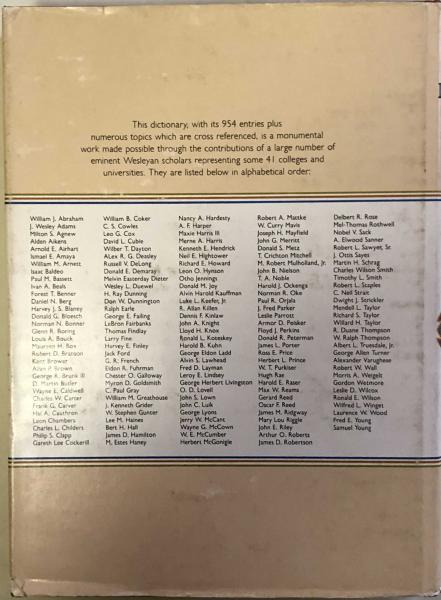 This dictionary, with its 954 entries plus
numerous topics which are cross referenced, is a monumental
work made possible through the contributions of a large number of
eminent Wesleyan scholars representing some 41 colleges and
universities. They are listed below in alphabetical order:
William J. Abraham
J. Wesley Adams
Milton S. Agnew
Alden Aikens
Arnold E. Airhart
Ismael E. Amaya
William M. Arnett
Isaac Baldeo
Paul M. Bassett
Ivan A. Beals
Forest T. Benner
Daniel N. Berg
Harvey J. S. Blaney
Donald G. Bloesch
Norman N. Bonner
Glenn R. Boring
Louis A. Bouck
Maureen H. Box
Robert D. Branson
Kent Brower
Allan P. Brown
George R. Brunk III
D. Martin Butler
Wayne E. Caldwell
Charles W. Carter
Frank G. Carver
Hal A. Cauthron
Leon Chambers
Charles L. Childers
Philip S. Clapp
Gareth Lee Cockerill
William B. Coker
C. S. Cowles
Leo G. Cox
David L. Cubie
Wilber T. Dayton
ALex R. G. Deasley
Russell V. DeLong
Donald E. Demaray
Melvin Easterday Dieter
Wesley L. Duewel
H. Ray Dunning
Don W. Dunnington
Ralph Earle
George E. Failing
LeBron Fairbanks
Thomas Findlay
Larry Fine
Harvey E. Finley
Jack Ford
G. R. French
Eldon R. Fuhrman
Chester O. Galloway
Myron D. Goldsmith
C. Paul Gray
William M. Greathouse
J. Kenneth Grider
W. Stephen Gunter
Lee M. Haines
Bert H. Hall
James D. Hamilton
M. Estes Haney
Nancy A. Hardesty
A. F. Harper
Maxie Harris III
Merne A. Harris
Kenneth E. Hendrick
Neil E. Hightower
Richard E. Howard
Leon O. Hynson
Otho Jennings
Donald M. Joy
Alvin Harold Kauffman
Luke L. Keefer, Jr.
R. Allan Killen
Dennis F. Kinlaw
John A. Knight
Lloyd H. Knox
Ronald L. Koteskey
Harold B. Kuhn
George Eldon Ladd
Alvin S. Lawhead
Fred D. Layman
Leroy E. Lindsey
George Herbert Livingston
O. D. Lovell
John S. Lown
John C. Luik
George Lyons
Jerry W. McCant
Wayne G. McCown
W. E. McCumber
Herbert McGonigle
Robert A. Mattke
W. Curry Mavis
Joseph H. Mayfield
John G. Merritt
Donald S. Metz
T. Crichton Mitchell
M. Robert Mulholland, Jr.
T. A. Noble
John B. Nielson
Harold J. Ockenga
Norman R. Oke
Paul R. Orjala
J. Fred Parker
Leslie Parrott
Armor D. Peisker
Floyd J. Perkins
Donald R. Peterman
James L. Porter
Ross E. Price
Herbert L. Prince
W. T. Purkiser
Hugh Rae
Harold E. Raser
Max W. Reams
Gerard Reed
Oscar F. Reed
James M. Ridgway
Mary Lou Riggle
John E. Riley
Arthur O. Roberts
James D. Robertson
Delbert R. Rose
Mel-Thomas Rothwell
Nobel V. Sack
A. Elwood Sanner
Robert L. Sawyer, Sr.
J. Ottis Sayes
Martin H. Schrag
Charles Wilson Smith
Timothy L. Smith
Robert L. Staples
C. Neil Strait
Dwight J. Strickler
Mendell L. Taylor
Richard S. Taylor
Willard H. Taylor
R. Duane Thompson
W. Ralph Thompson
Albert L. Truesdale, Jr.
George Allen Turner
Alexander Varughese
Robert W. Wall
Morris A. Weigelt
Gordon Wetmore
Leslie D. Wilcox
Ronald E. Wilson
Wilfred L. Winget
Laurence W. Wood
Fred E. Young
Samuel Young